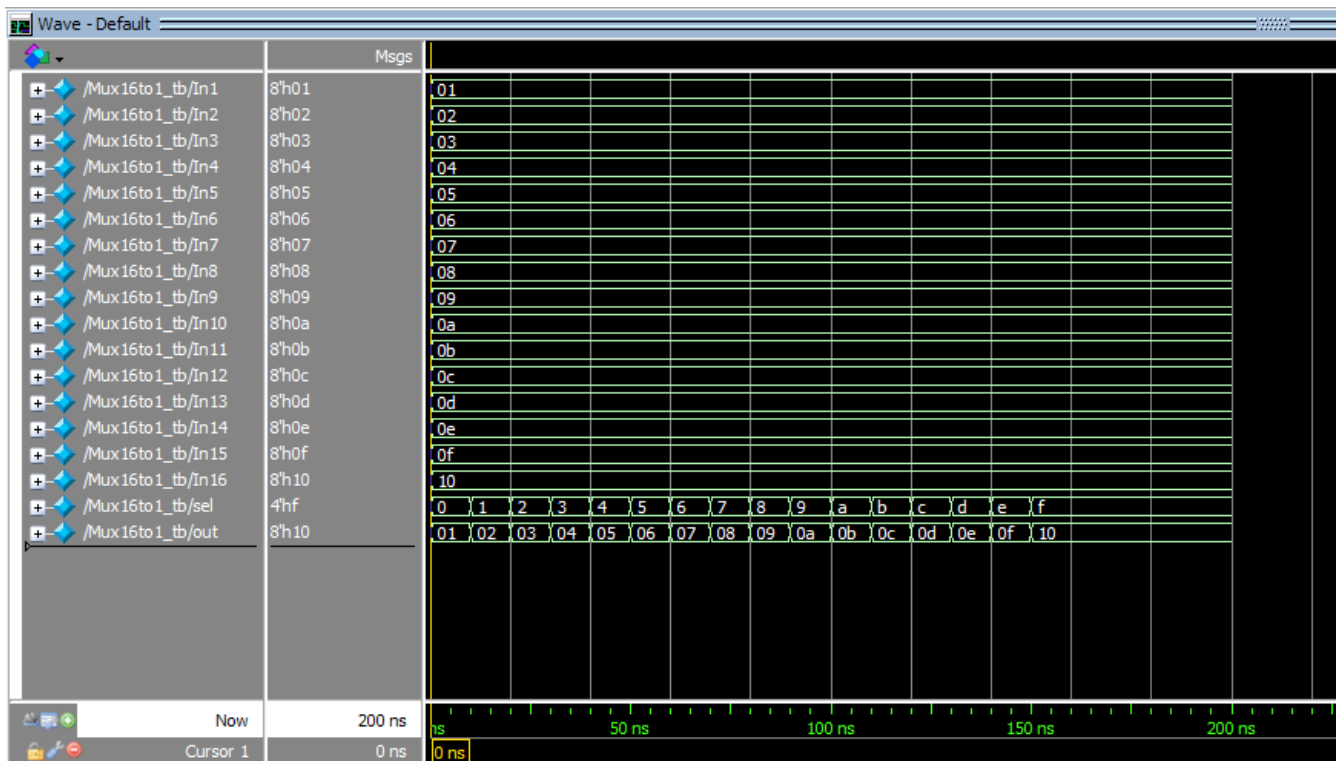 Wave - Default
Msgs
/Mux16to1_tb/In1 8'h01 01
/Mux16to1_tb/In2 8'h02 02
/Mux16to1_tb/In3 8'h03 03
/Mux16to1_tb/In4 8'h04 04
/Mux16to1_tb/In5 8'h05 05
/Mux16to1_tb/In6 8'h06 06
/Mux16to1_tb/In7 8'h07 07
/Mux16to1_tb/In8 8'h08 08
/Mux16to1_tb/In9 8'h09 09
/Mux16to1_tb/In10 8'h0a 0a
/Mux16to1_tb/In11 8'h0b 0b
/Mux16to1_tb/In12 8'h0c 0c
/Mux16to1_tb/In13 8'h0d 0d
/Mux16to1_tb/In14 8'h0e 0e
/Mux16to1_tb/In15 8'h0f 0f
/Mux16to1_tb/In16 8'h10 10
/Mux16to1_tb/sel 4'hf 0 1 2 3 4 5 6 7 8 9 a b c d e f
/Mux16to1_tb/out 8'h10 01 02 03 04 05 06 07 08 09 0a 0b 0c 0d 0e 0f 10
Now 200 ns ns 50 ns 100 ns 150 ns 200 ns
Cursor 1 0 ns 0 ns